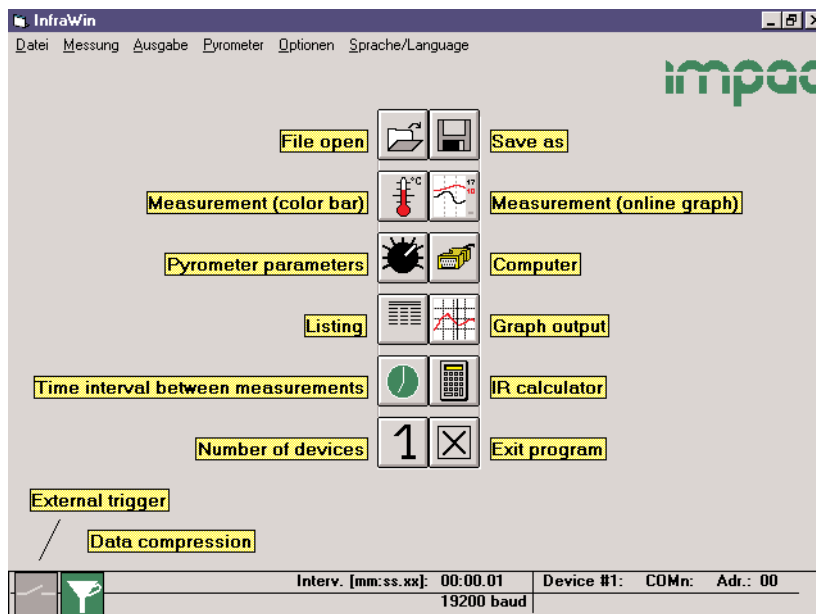 InfraWin
Datei Messung Ausgabe Pyrometer Optionen Sprache/Language
impac
File open Save as
°C 17 10
Measurement (color bar) Measurement (online graph)
Pyrometer parameters Computer
Listing Graph output
Time interval between measurements IR calculator
Number of devices 1 Exit program
External trigger
Data compression
Interv. [mm:ss.xx]: 00:00.01 Device #1: COMn: Adr.: 00
19200 baud